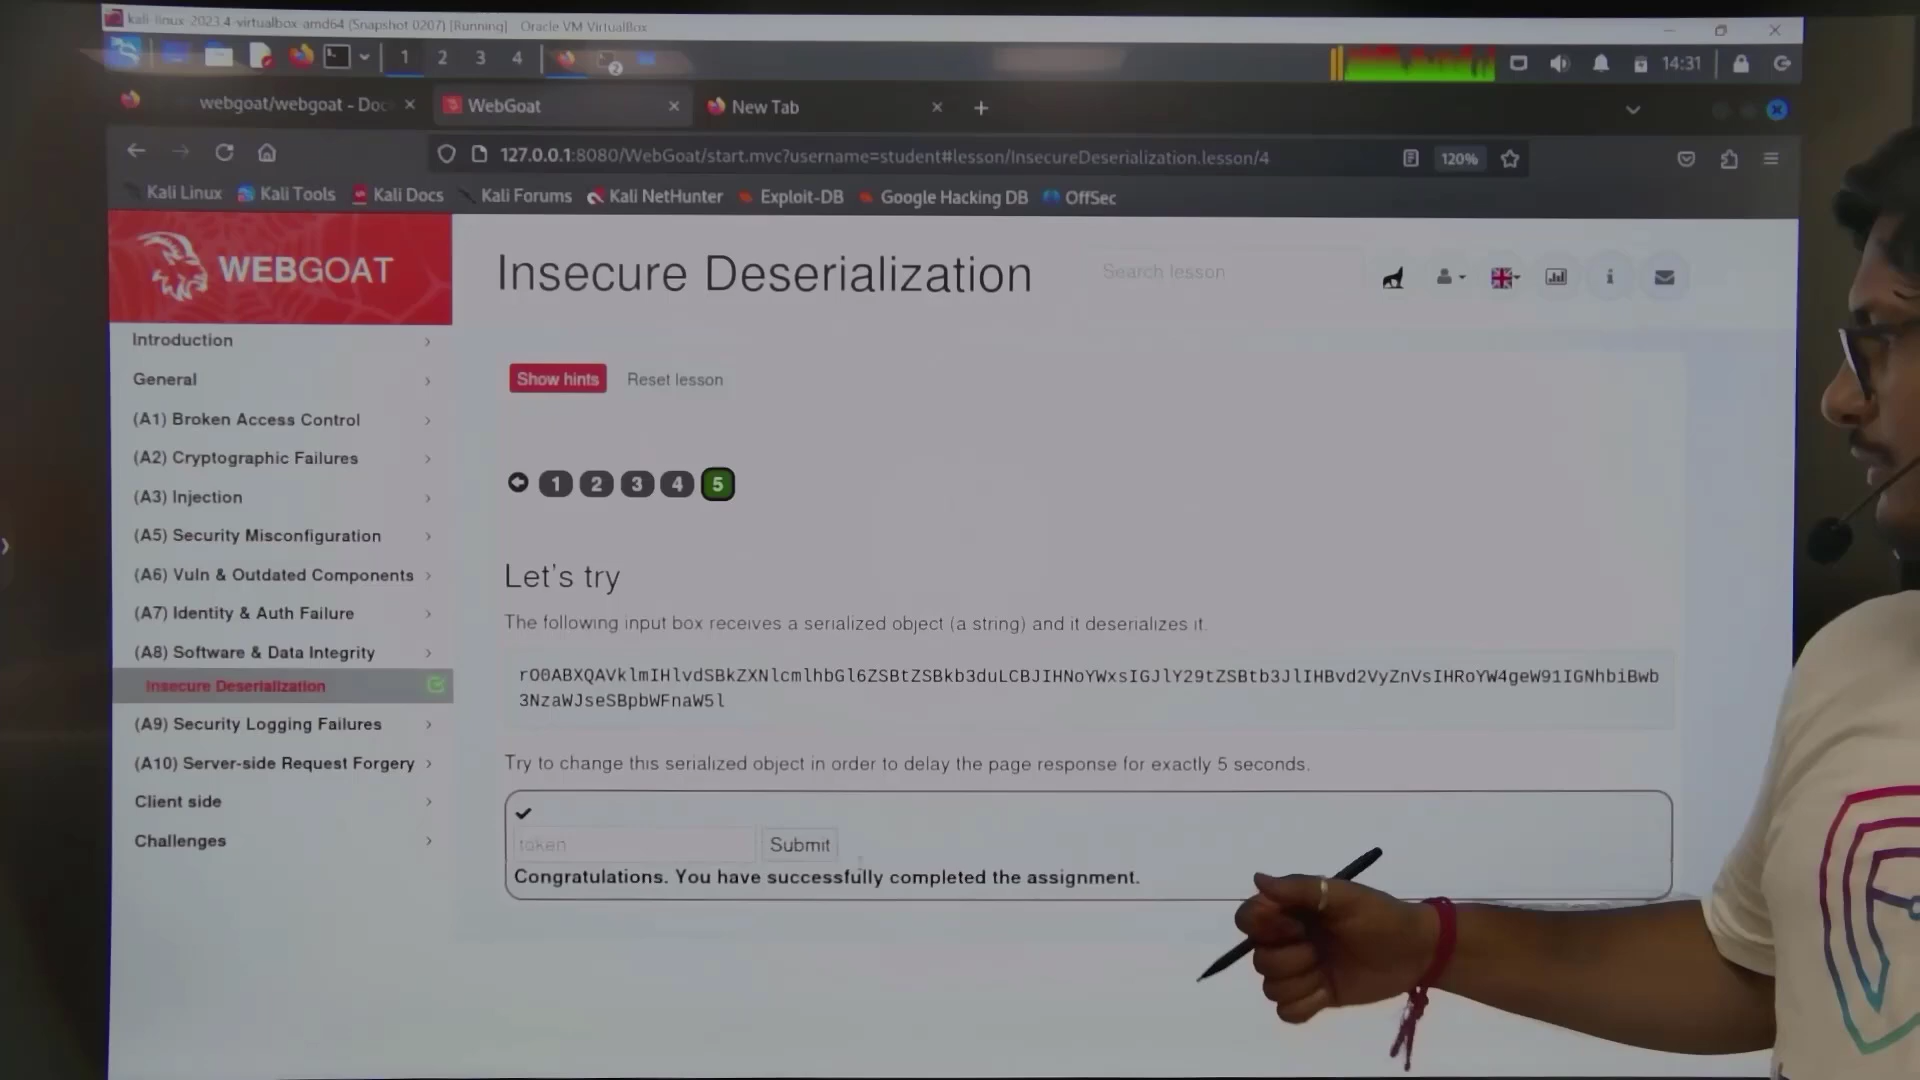 kali-linux-2023.4-virtualbox-amd64 (Snapshot 0207) [Running] Oracle VM VirtualBox
1 2 3 4 2 14:31
webgoat/webgoat - Doc WebGoat New Tab
127.0.0.1:8080/WebGoat/start.mvc?username=student#lesson/InsecureDeserialization.lesson/4 120%
Kali Linux Kali Tools Kali Docs Kali Forums Kali NetHunter Exploit-DB Google Hacking DB OffSec
WEBGOAT
Insecure Deserialization
Search lesson
Introduction
General
(A1) Broken Access Control
(A2) Cryptographic Failures
(A3) Injection
(A5) Security Misconfiguration
(A6) Vuln & Outdated Components
(A7) Identity & Auth Failure
(A8) Software & Data Integrity
Insecure Deserialization
(A9) Security Logging Failures
(A10) Server-side Request Forgery
Client side
Challenges
Show hints Reset lesson
1 2 3 4 5
Let's try
The following input box receives a serialized object (a string) and it deserializes it.
rO0ABXQAVklmIHlvdSBkZXNlcmlhbGl6ZSBtZSBkb3duLCBJIHNoYWxsIGJlY29tZSBtb3JlIHBvd2VyZnVsIHRoYW4geW91IGNhbiBwb
3NzaWJseSBpbWFnaW5l
Try to change this serialized object in order to delay the page response for exactly 5 seconds.
token Submit
Congratulations. You have successfully completed the assignment.